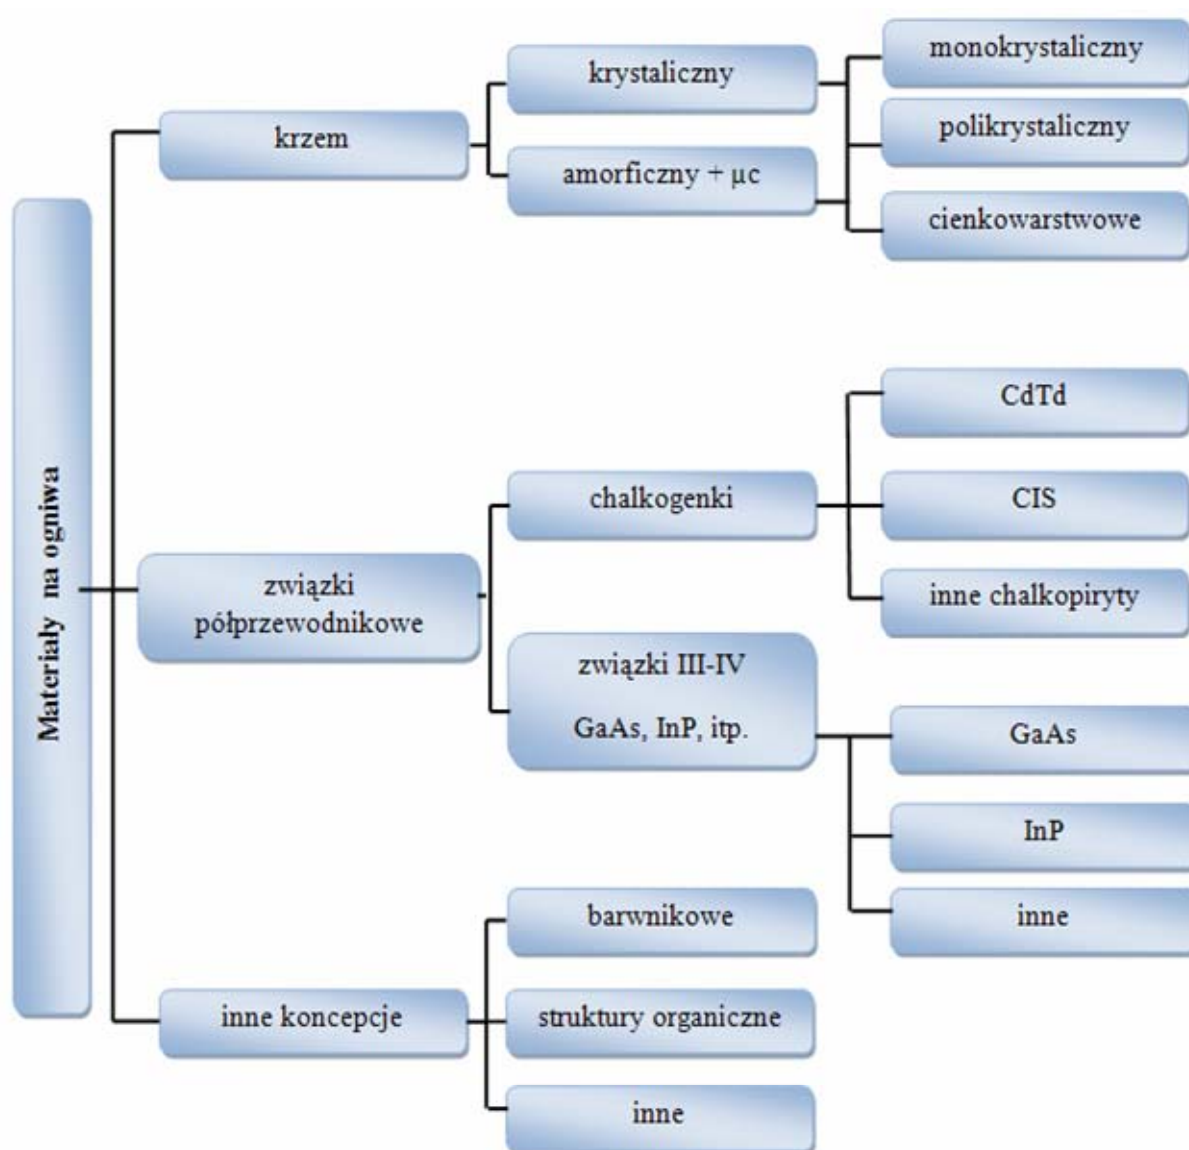 Materiały na ogniwa
krzem
krystaliczny
amorficzny + μc
monokrystaliczny
polikrystaliczny
cienkowarstwowe
związki
półprzewodnikowe
chalkogenki
CdTd
CIS
inne chalkopiryty
związki III-IV
GaAs, InP, itp.
GaAs
InP
inne
inne koncepcje
barwnikowe
struktury organiczne
inne